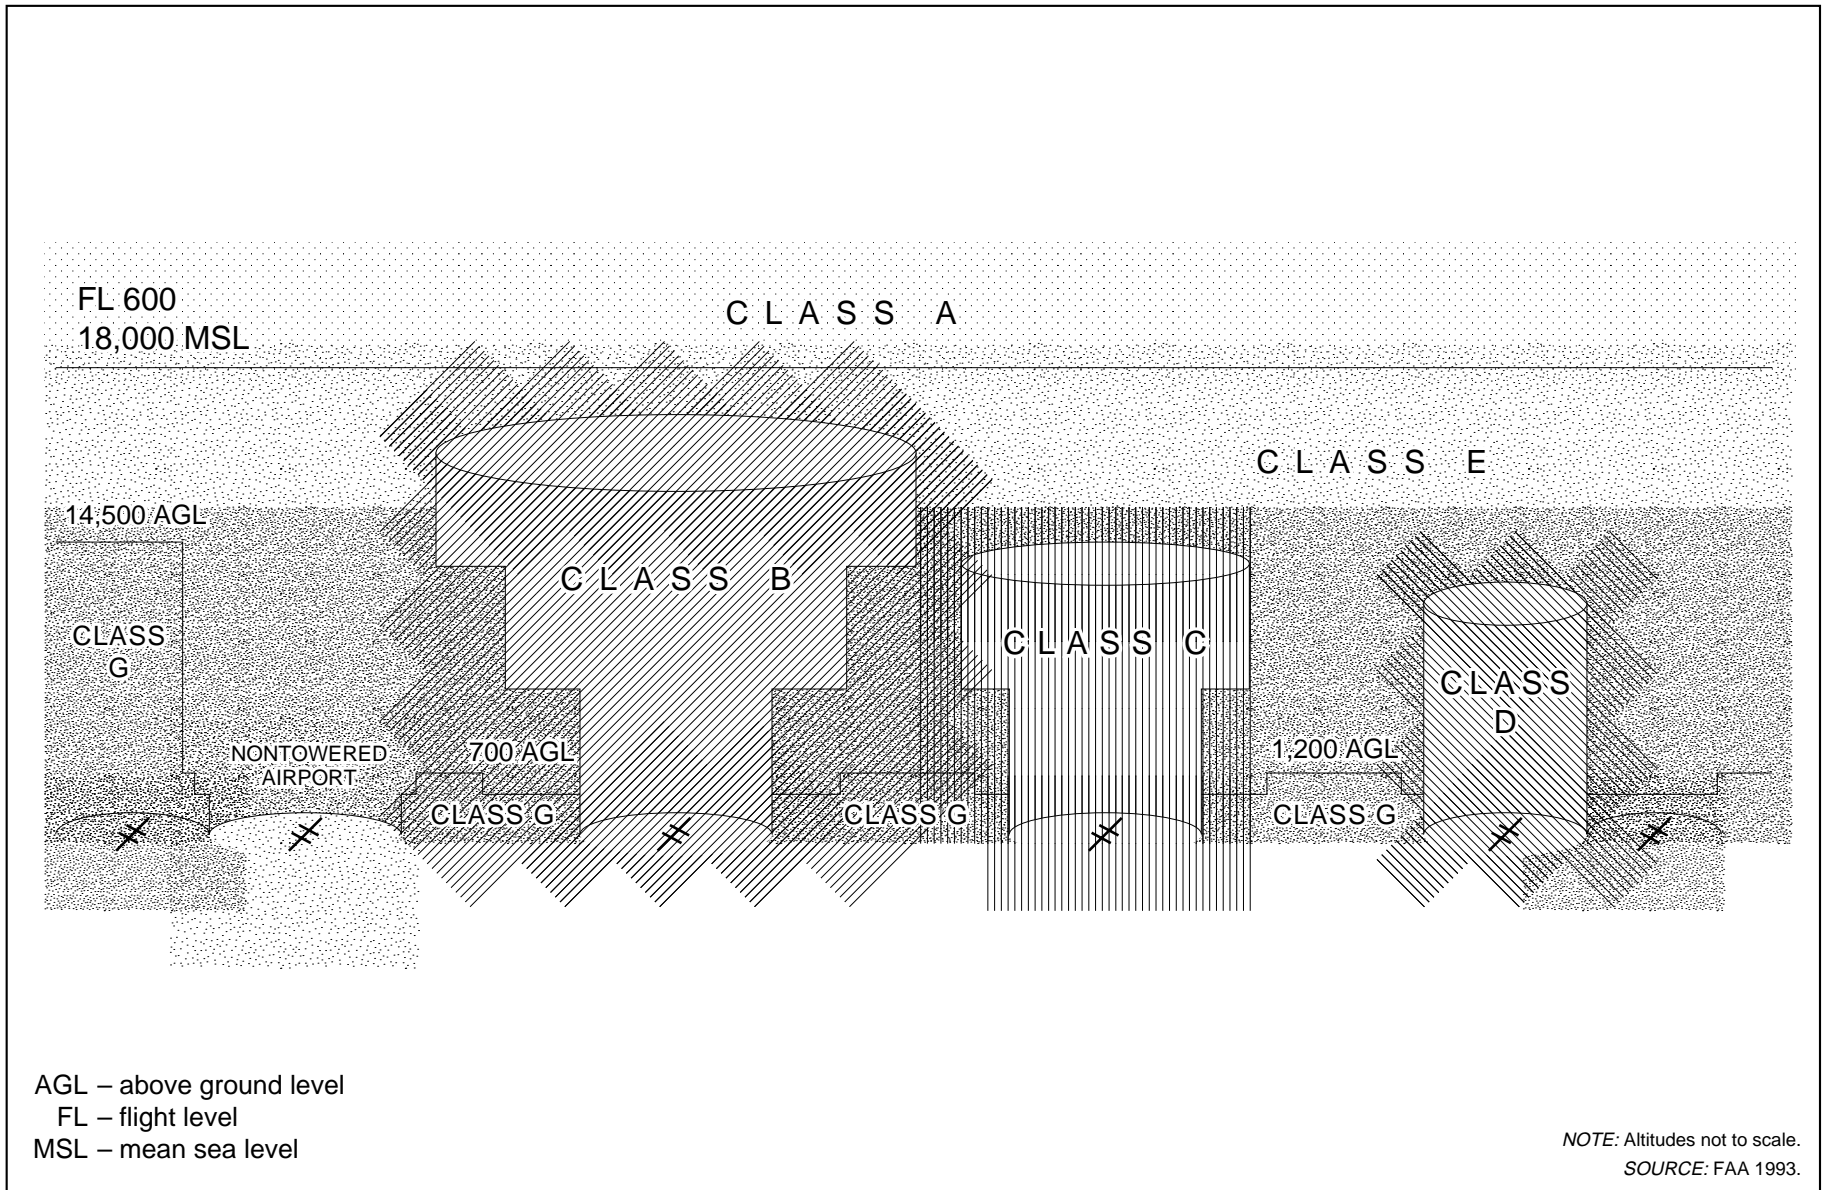 FL 600
18,000 MSL
CLASS A
CLASS E
14,500 AGL
CLASS B
CLASS
G
CLASS C
CLASS
D
NONTOWERED
AIRPORT
700 AGL
1,200 AGL
CLASS G
CLASS G
CLASS G
AGL – above ground level
FL – flight level
MSL – mean sea level
NOTE: Altitudes not to scale.
SOURCE: FAA 1993.